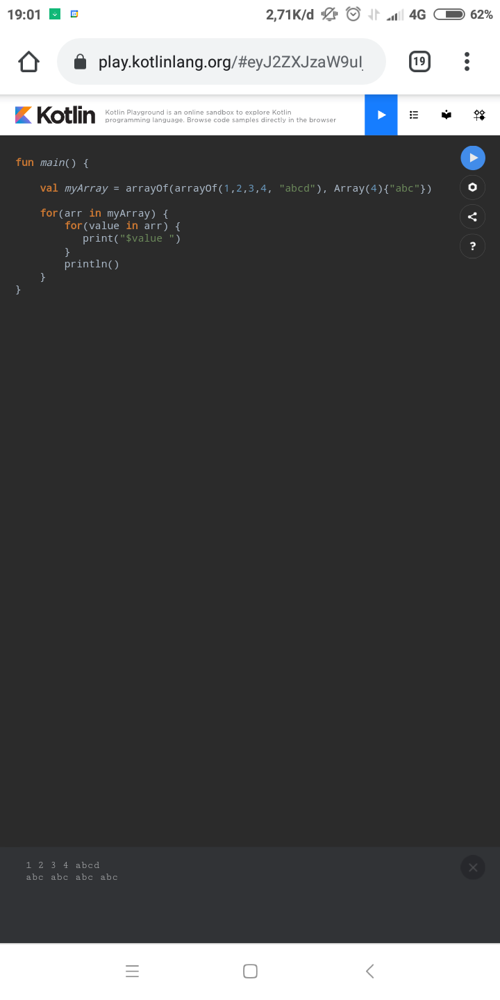 19:01 2,71K/d 4G 62%
play.kotlinlang.org/#eyJ2ZXJzaW9uI 19
Kotlin
Kotlin Playground is an online sandbox to explore Kotlin
programming language. Browse code samples directly in the browser
fun main() {
val myArray = arrayOf(arrayOf(1,2,3,4, "abcd"), Array(4){"abc"})
for(arr in myArray) {
for(value in arr) {
print("$value ")
}
println()
}
}
?
1 2 3 4 abcd
abc abc abc abc